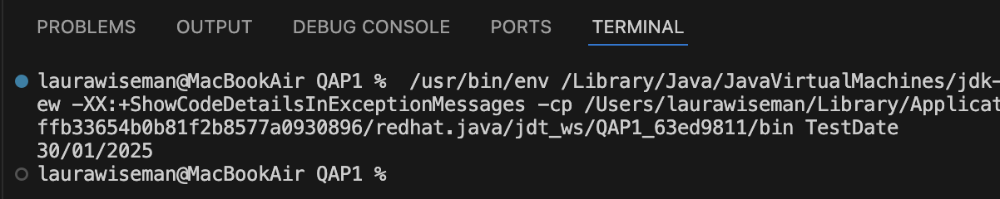 PROBLEMS OUTPUT DEBUG CONSOLE PORTS TERMINAL
laurawiseman@MacBookAir QAP1 %  /usr/bin/env /Library/Java/JavaVirtualMachines/jdk-
ew -XX:+ShowCodeDetailsInExceptionMessages -cp /Users/laurawiseman/Library/Applicat
ffb33654b0b81f2b8577a0930896/redhat.java/jdt_ws/QAP1_63ed9811/bin TestDate
30/01/2025
laurawiseman@MacBookAir QAP1 %